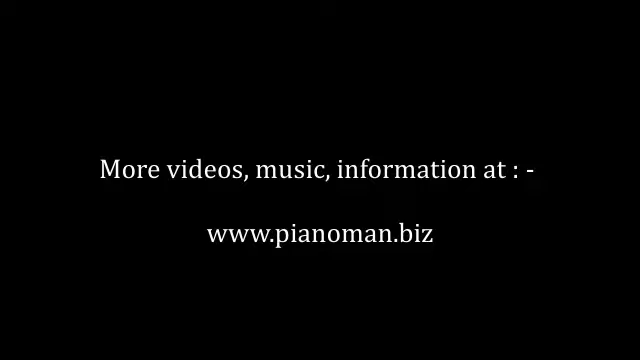 More videos, music, information at : -
www.pianoman.biz